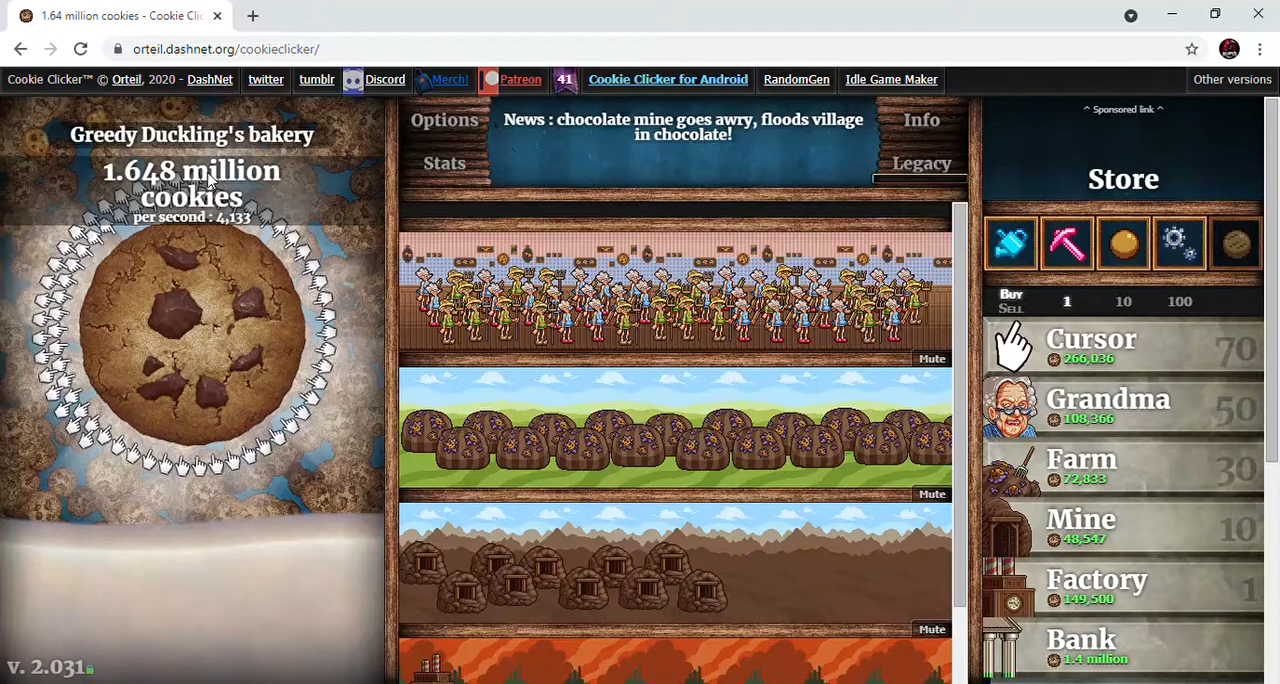 1.64 million cookies - Cookie Clic
orteil.dashnet.org/cookieclicker/
Cookie Clicker™ © Orteil, 2020 - DashNet twitter tumblr Discord Merch! Patreon 41 Cookie Clicker for Android RandomGen Idle Game Maker Other versions
Greedy Duckling's bakery
1.648 million
cookies
per second : 4,133
v. 2.031
Options
Stats
News : chocolate mine goes awry, floods village
in chocolate!
Info
Legacy
Mute
Mute
Mute
^ Sponsored link ^
Store
Buy 1 10 100
Sell
Cursor 70
266,036
Grandma 50
108,366
Farm 30
72,833
Mine 10
48,547
Factory 1
149,500
Bank
1.4 million